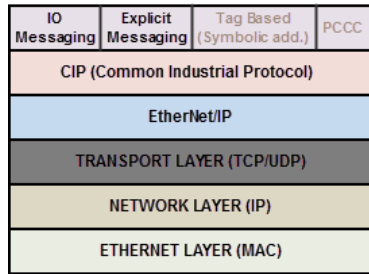 IO
Messaging
Explicit
Messaging
Tag Based
(Symbolic add.)
PCCC
CIP (Common Industrial Protocol)
EtherNet/IP
TRANSPORT LAYER (TCP/UDP)
NETWORK LAYER (IP)
ETHERNET LAYER (MAC)